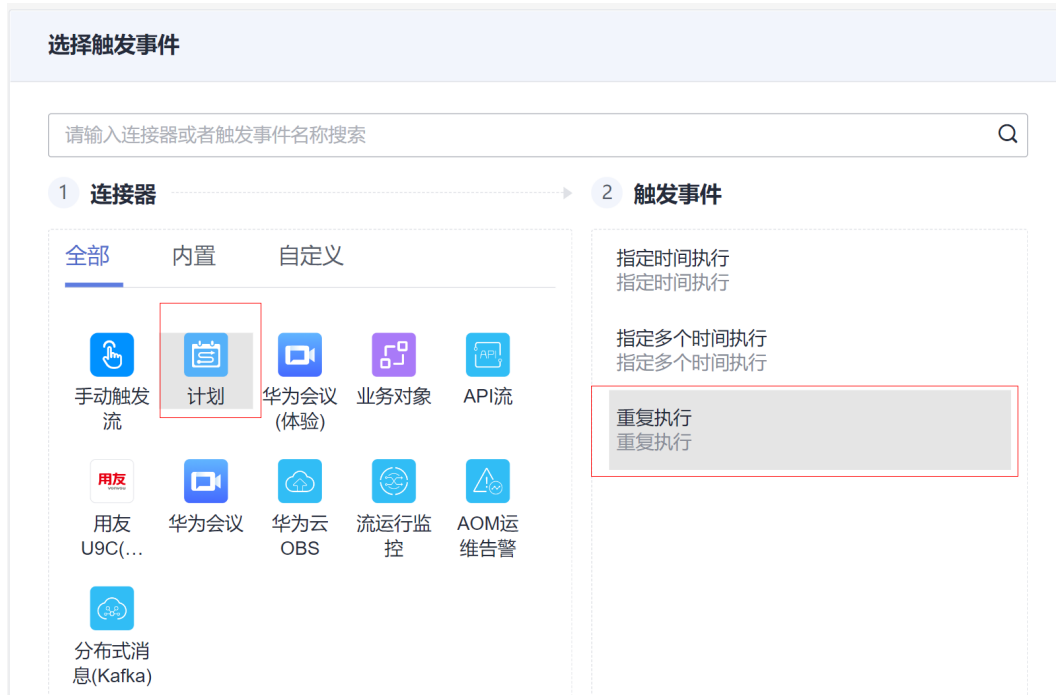 选择触发事件
请输入连接器或者触发事件名称搜索
1 连接器
2 触发事件
全部 内置 自定义
手动触发
流
计划
华为会议
(体验)
业务对象
API
API流
用友
用友
U9C(...
华为会议
华为云
OBS
流运行监
控
AOM运
维告警
分布式消
息(Kafka)
指定时间执行
指定时间执行
指定多个时间执行
指定多个时间执行
重复执行
重复执行